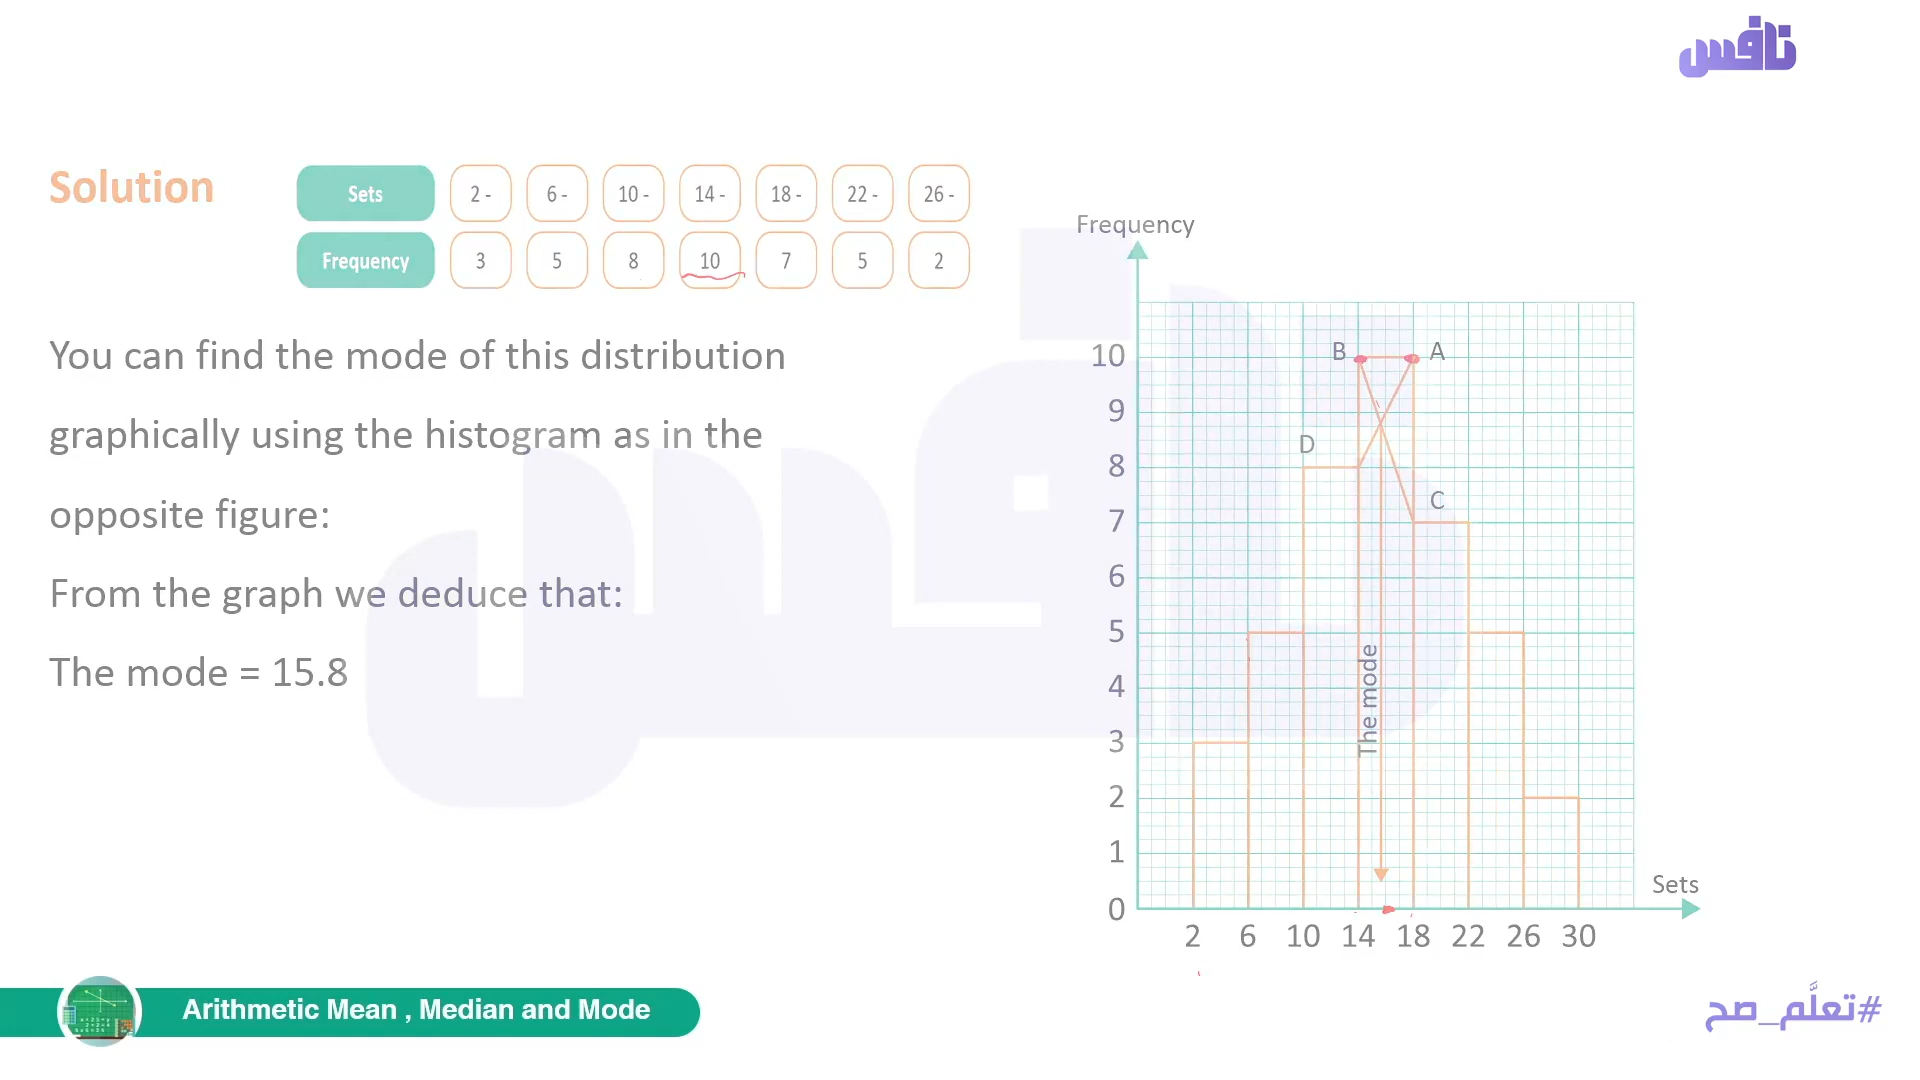 نافس
Solution
Sets 2 - 6 - 10 - 14 - 18 - 22 - 26 -
Frequency 3 5 8 10 7 5 2
You can find the mode of this distribution
graphically using the histogram as in the
opposite figure:
From the graph we deduce that:
The mode = 15.8
Frequency
10
9
8
7
6
5
4
3
2
1
0
B A
D
C
The mode
Sets
2 6 10 14 18 22 26 30
Arithmetic Mean , Median and Mode
#تعلَّم_صح